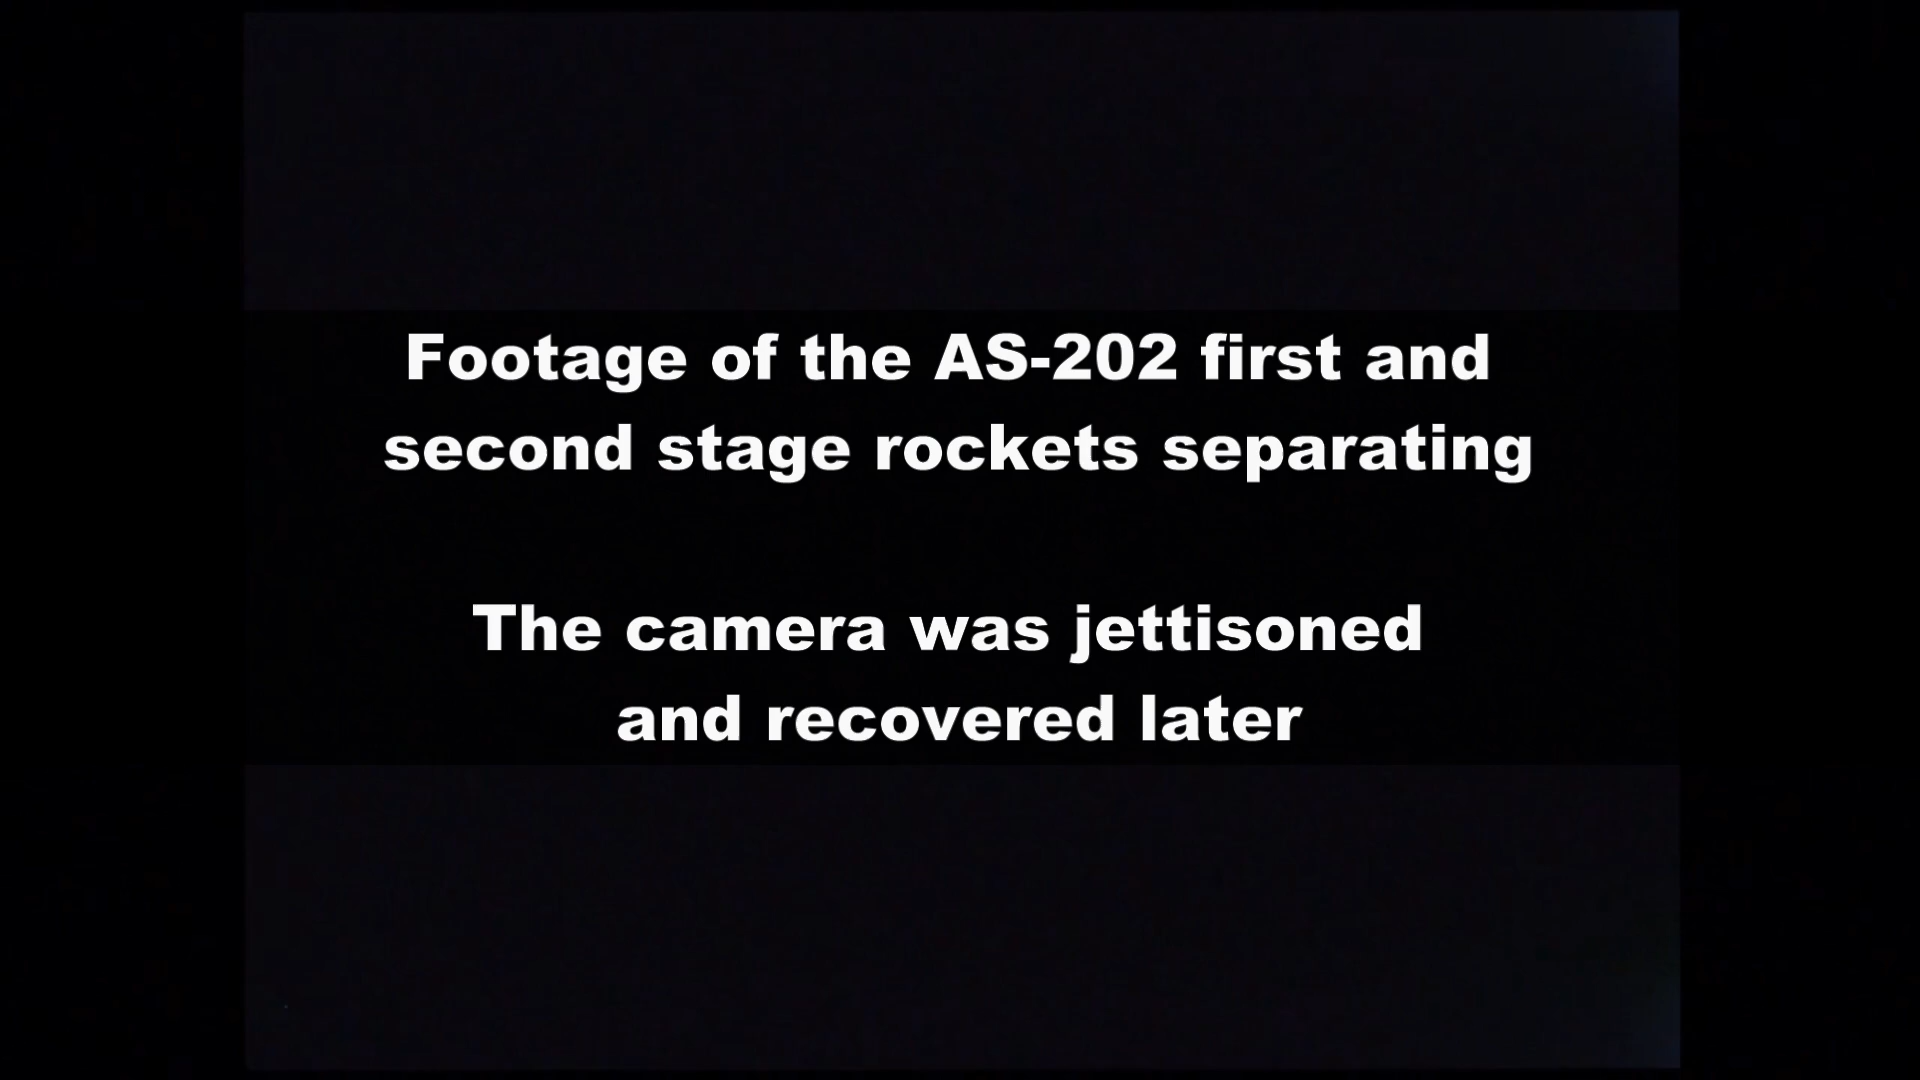 Footage of the AS-202 first and
second stage rockets separating
The camera was jettisoned
and recovered later